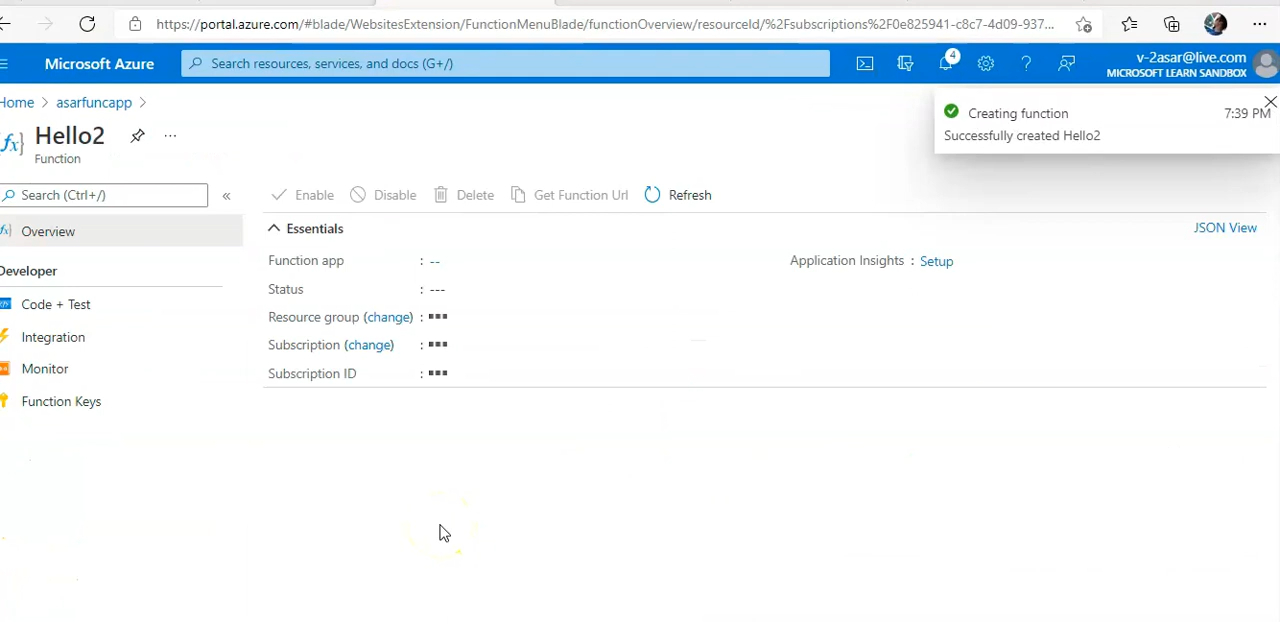 https://portal.azure.com/#blade/WebsitesExtension/FunctionMenuBlade/functionOverview/resourceId/%2Fsubscriptions%2F0e825941-c8c7-4d09-937...
Microsoft Azure
Search resources, services, and docs (G+/)
4
v-2asar@live.com
MICROSOFT LEARN SANDBOX
Home > asarfuncapp >
Creating function
7:39 PM
Successfully created Hello2
Hello2
...
Function
Search (Ctrl+/)
«
Enable
Disable
Delete
Get Function Url
Refresh
Overview
Essentials
JSON View
Developer
Function app : --
Application Insights : Setup
Status : ---
Code + Test
Resource group (change) :
Integration
Subscription (change) :
Monitor
Subscription ID :
Function Keys